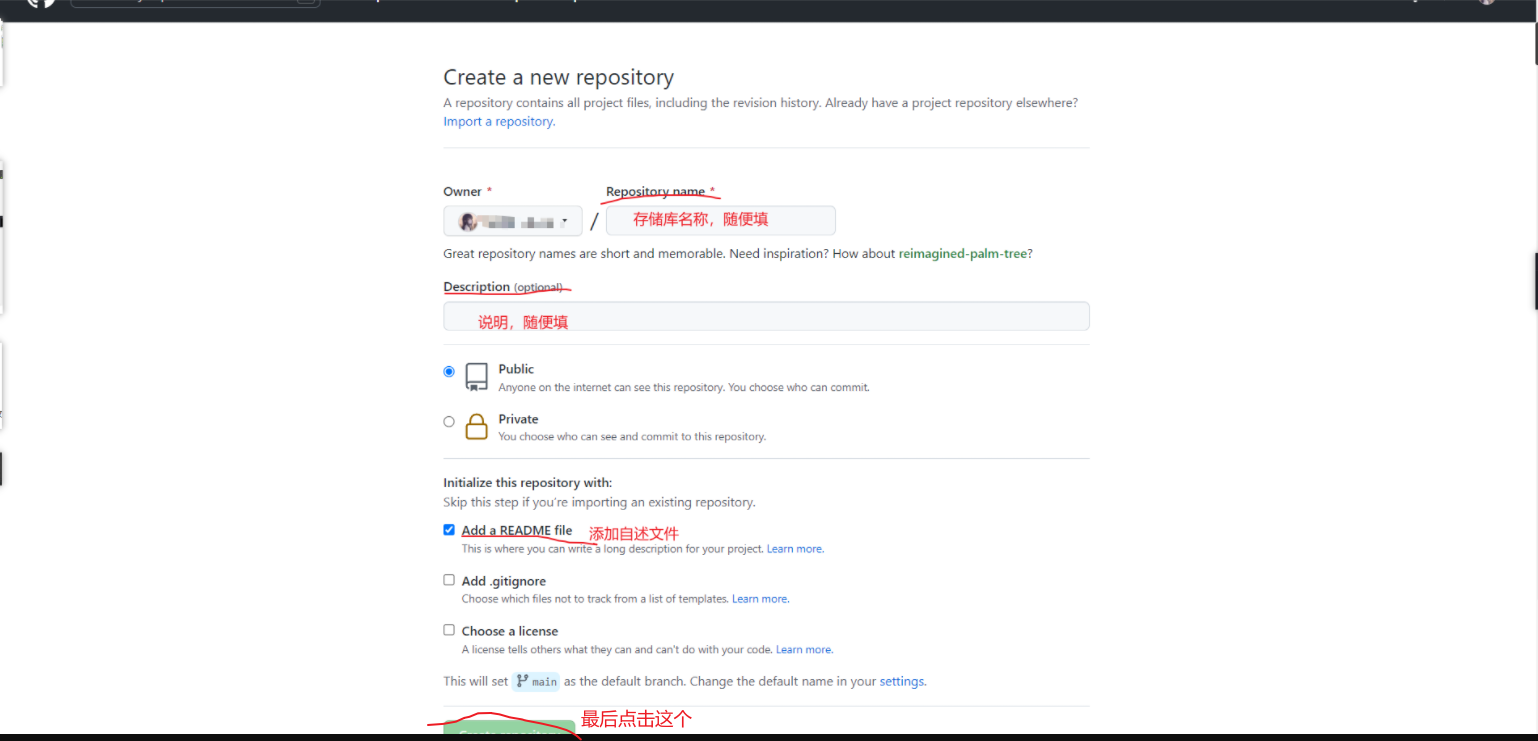 Create a new repository
A repository contains all project files, including the revision history. Already have a project repository elsewhere?
Import a repository.
Owner * Repository name *
/ 存储库名称，随便填
Great repository names are short and memorable. Need inspiration? How about reimagined-palm-tree?
Description (optional)
说明，随便填
Public
Anyone on the internet can see this repository. You choose who can commit.
Private
You choose who can see and commit to this repository.
Initialize this repository with:
Skip this step if you're importing an existing repository.
Add a README file 添加自述文件
This is where you can write a long description for your project. Learn more.
Add .gitignore
Choose which files not to track from a list of templates. Learn more.
Choose a license
A license tells others what they can and can't do with your code. Learn more.
This will set main as the default branch. Change the default name in your settings.
最后点击这个